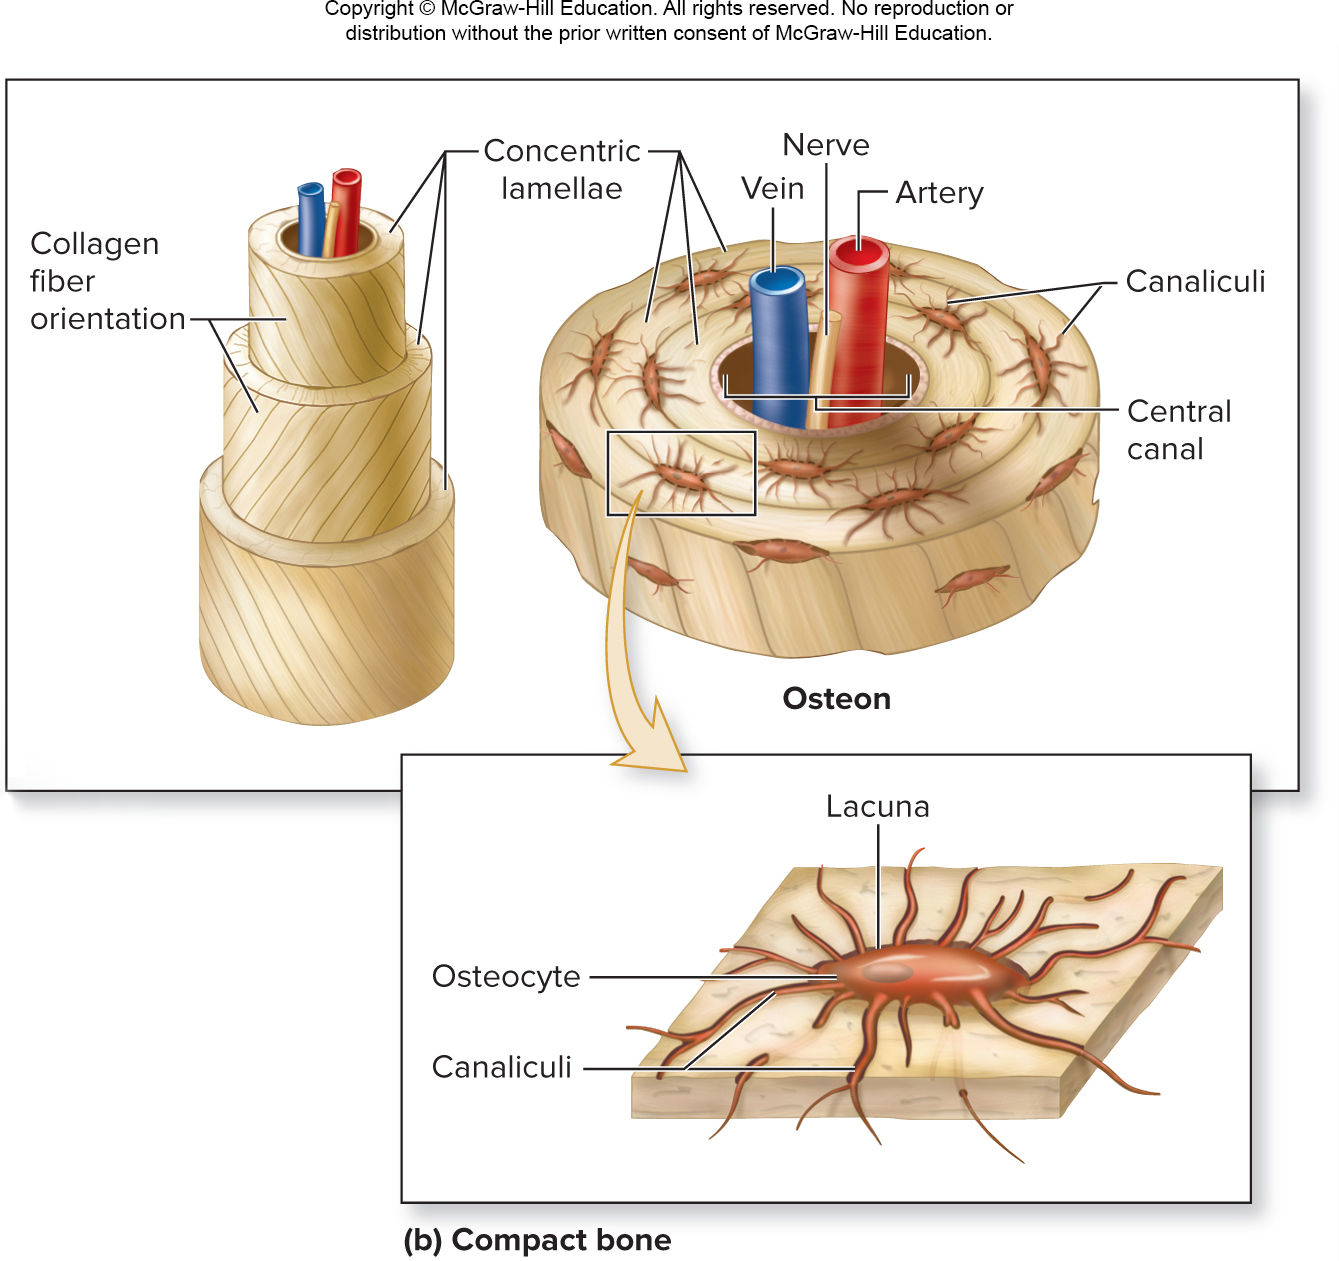 Copyright © McGraw-Hill Education. All rights reserved. No reproduction or
distribution without the prior written consent of McGraw-Hill Education.
Concentric
lamellae
Nerve
Vein
Artery
Collagen
fiber
orientation
Canaliculi
Central
canal
Osteon
Lacuna
Osteocyte
Canaliculi
(b) Compact bone